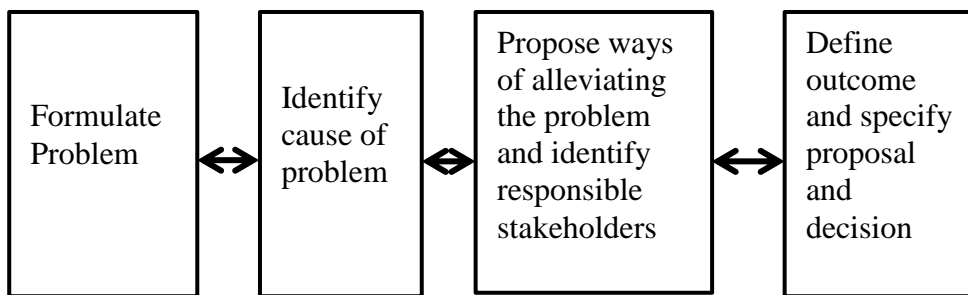 Formulate
Problem
Identify
cause of
problem
Propose ways
of alleviating
the problem
and identify
responsible
stakeholders
Define
outcome
and specify
proposal
and
decision